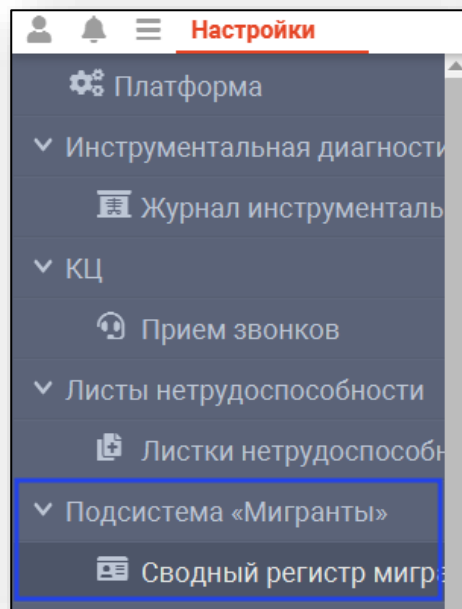 Настройки
Платформа
Инструментальная диагности
Журнал инструменталь
КЦ
Прием звонков
Листы нетрудоспособности
Листки нетрудоспособн
Подсистема «Мигранты»
Сводный регистр мигра